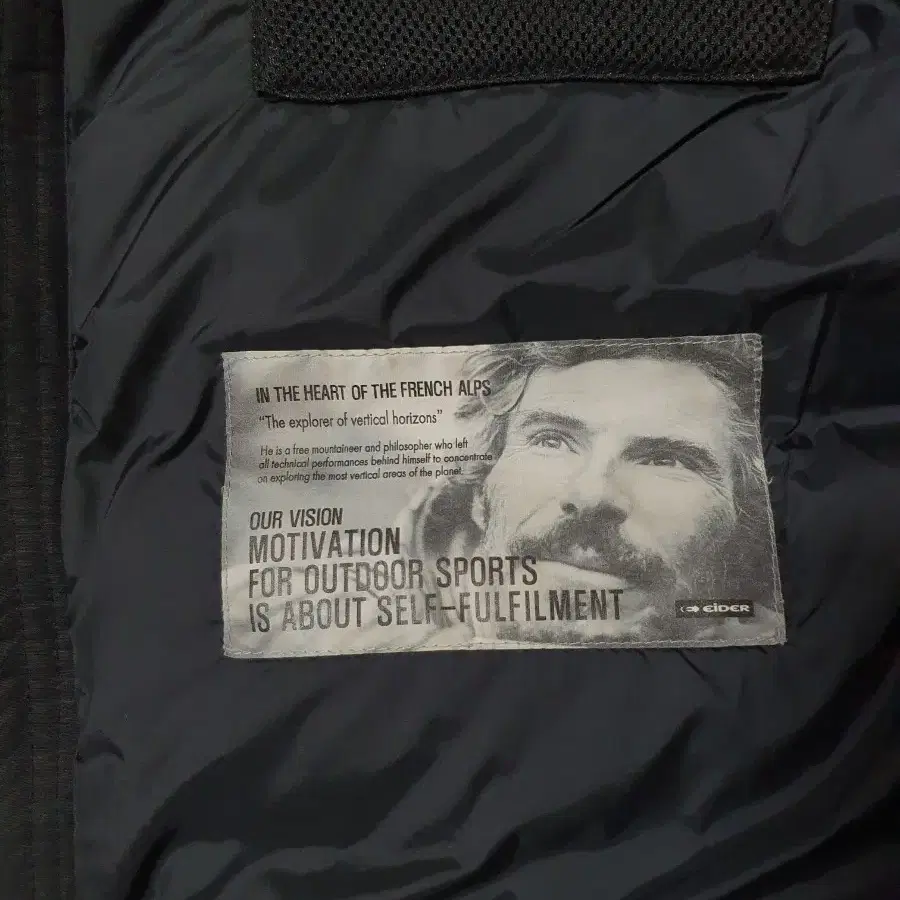 IN THE HEART OF THE FRENCH ALPS
"The explorer of vertical horizons"
He is a free mountaineer and philosopher who left
all technical performances behind himself to concentrate
on exploring the most vertical areas of the planet.
OUR VISION
MOTIVATION
FOR OUTDOOR SPORTS
IS ABOUT SELF-FULFILMENT
EiDER